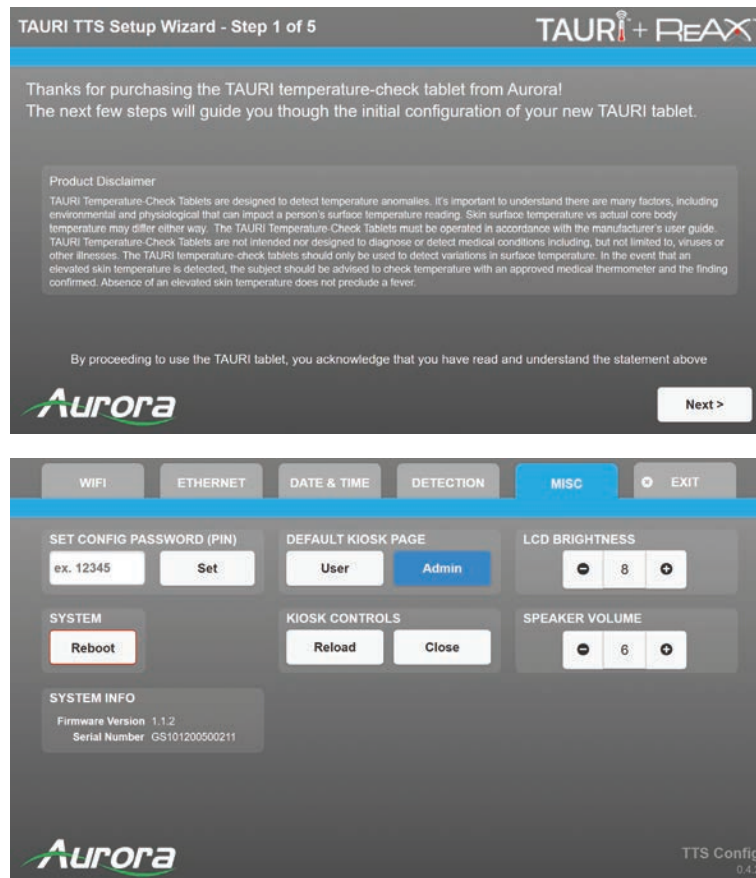 TAURI TTS Setup Wizard - Step 1 of 5
TAURI + REAX
Thanks for purchasing the TAURI temperature-check tablet from Aurora!
The next few steps will guide you though the initial configuration of your new TAURI tablet.
Product Disclaimer
TAURI Temperature-Check Tablets are designed to detect temperature anomalies. It's important to understand there are many factors, including
environmental and physiological that can impact a person's surface temperature reading. Skin surface temperature vs actual core body
temperature may differ either way. The TAURI Temperature-Check Tablets must be operated in accordance with the manufacturer's user guide.
TAURI Temperature-Check Tablets are not intended nor designed to diagnose or detect medical conditions including, but not limited to, viruses or
other illnesses. The TAURI temperature-check tablets should only be used to detect variations in surface temperature. In the event that an
elevated skin temperature is detected, the subject should be advised to check temperature with an approved medical thermometer and the finding
confirmed. Absence of an elevated skin temperature does not preclude a fever.
By proceeding to use the TAURI tablet, you acknowledge that you have read and understand the statement above
Aurora
Next >
WIFI ETHERNET DATE & TIME DETECTION MISC EXIT
SET CONFIG PASSWORD (PIN) DEFAULT KIOSK PAGE LCD BRIGHTNESS
ex. 12345 Set User Admin 8
SYSTEM KIOSK CONTROLS SPEAKER VOLUME
Reboot Reload Close 6
SYSTEM INFO
Firmware Version 1.1.2
Serial Number GS101200500211
Aurora
TTS Config